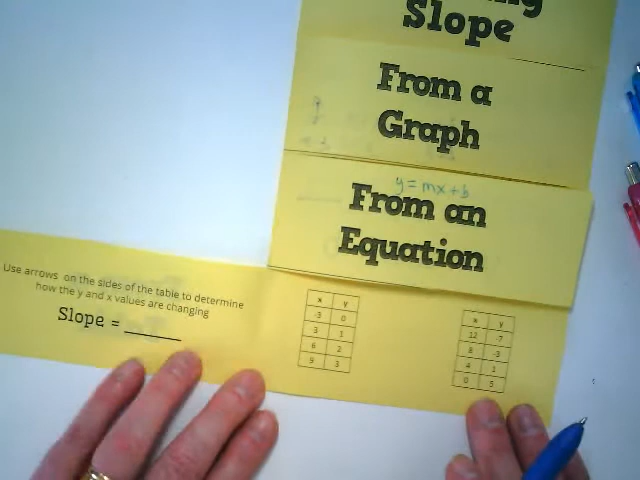 Slope
From a
Graph
y = mx + b
From an
Equation
Use arrows on the sides of the table to determine
how the y and x values are changing
Slope = ______
x y
-3 0
3 1
6 2
9 3
x y
12 -7
8 -3
4 1
0 5